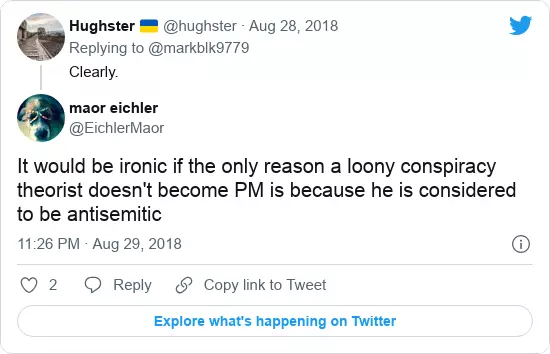 Hughster 🇺🇦 @hughster · Aug 28, 2018
Replying to @markblk9779
Clearly.
maor eichler
@EichlerMaor
It would be ironic if the only reason a loony conspiracy
theorist doesn't become PM is because he is considered
to be antisemitic
11:26 PM · Aug 29, 2018
2 Reply Copy link to Tweet
Explore what's happening on Twitter